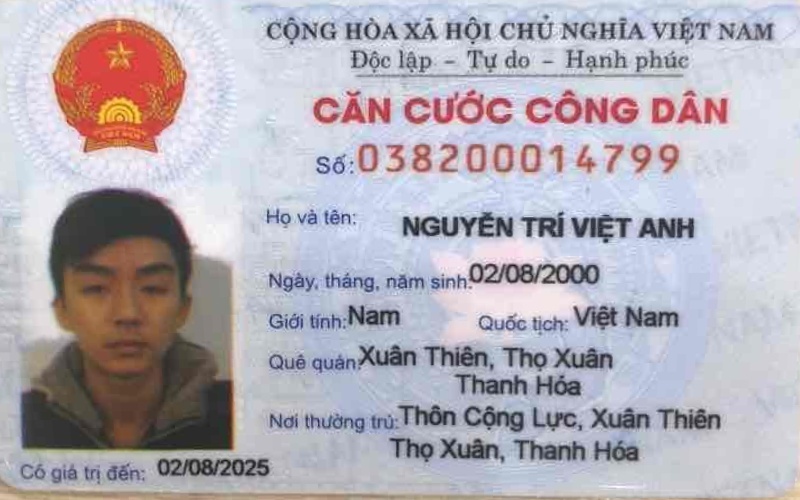 CỘNG HÒA XÃ HỘI CHỦ NGHĨA VIỆT NAM
Độc lập - Tự do - Hạnh phúc
CĂN CƯỚC CÔNG DÂN
Số: 038200014799
Họ và tên: NGUYỄN TRÍ VIỆT ANH
Ngày, tháng, năm sinh: 02/08/2000
Giới tính: Nam Quốc tịch: Việt Nam
Quê quán: Xuân Thiên, Thọ Xuân
Thanh Hóa
Nơi thường trú: Thôn Cộng Lực, Xuân Thiên
Thọ Xuân, Thanh Hóa
Có giá trị đến: 02/08/2025